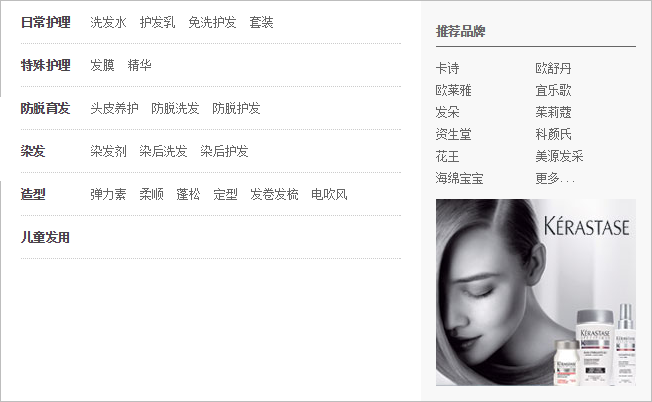 日常护理 洗发水 护发乳 免洗护发 套装
特殊护理 发膜 精华
防脱育发 头皮养护 防脱洗发 防脱护发
染发 染发剂 染后洗发 染后护发
造型 弹力素 柔顺 蓬松 定型 发卷发梳 电吹风
儿童发用
推荐品牌
卡诗 欧舒丹
欧莱雅 宜乐歌
发朵 茱莉蔻
资生堂 科颜氏
花王 美源发采
海绵宝宝 更多...
KÉRASTASE
KÉRASTASE